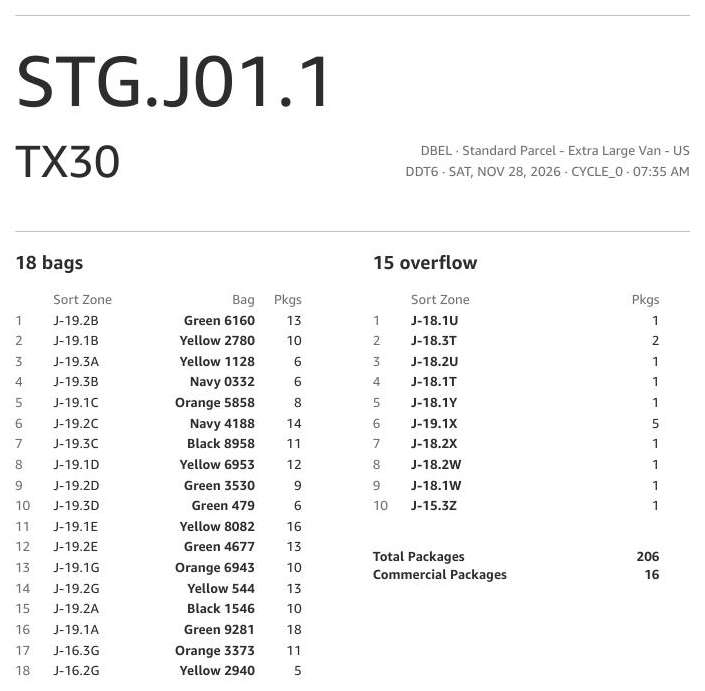 STG.J01.1
TX30
DBEL · Standard Parcel - Extra Large Van - US
DDT6 · SAT, NOV 28, 2026 · CYCLE_0 · 07:35 AM
18 bags
Sort Zone Bag Pkgs
1 J-19.2B Green 6160 13
2 J-19.1B Yellow 2780 10
3 J-19.3A Yellow 1128 6
4 J-19.3B Navy 0332 6
5 J-19.1C Orange 5858 8
6 J-19.2C Navy 4188 14
7 J-19.3C Black 8958 11
8 J-19.1D Yellow 6953 12
9 J-19.2D Green 3530 9
10 J-19.3D Green 479 6
11 J-19.1E Yellow 8082 16
12 J-19.2E Green 4677 13
13 J-19.1G Orange 6943 10
14 J-19.2G Yellow 544 13
15 J-19.2A Black 1546 10
16 J-19.1A Green 9281 18
17 J-16.3G Orange 3373 11
18 J-16.2G Yellow 2940 5
15 overflow
Sort Zone Pkgs
1 J-18.1U 1
2 J-18.3T 2
3 J-18.2U 1
4 J-18.1T 1
5 J-18.1Y 1
6 J-19.1X 5
7 J-18.2X 1
8 J-18.2W 1
9 J-18.1W 1
10 J-15.3Z 1
Total Packages 206
Commercial Packages 16